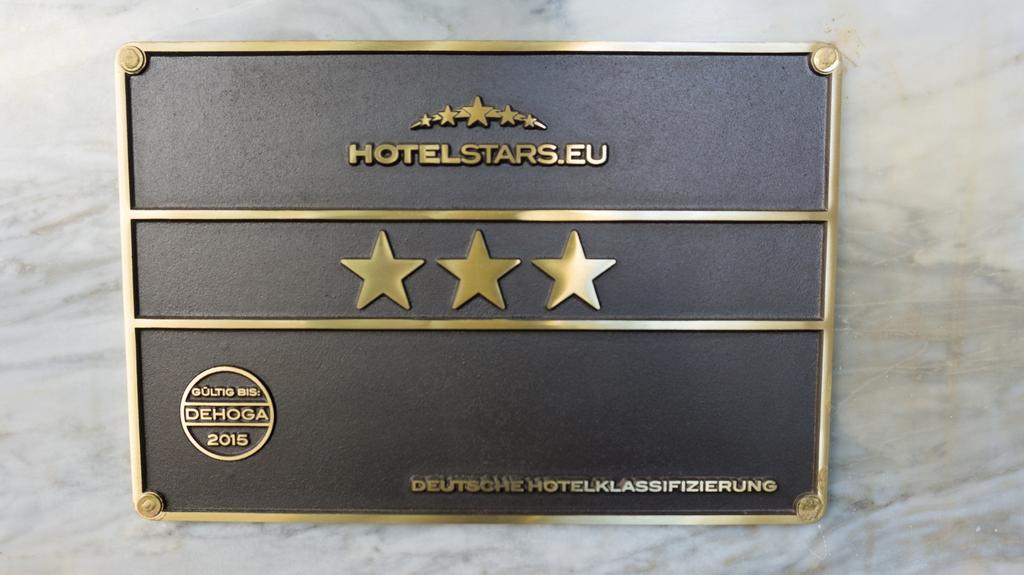 HOTELSTARS.EU
GÜLTIG BIS:
DEHOGA
2015
DEUTSCHE HOTELKLASSIFIZIERUNG